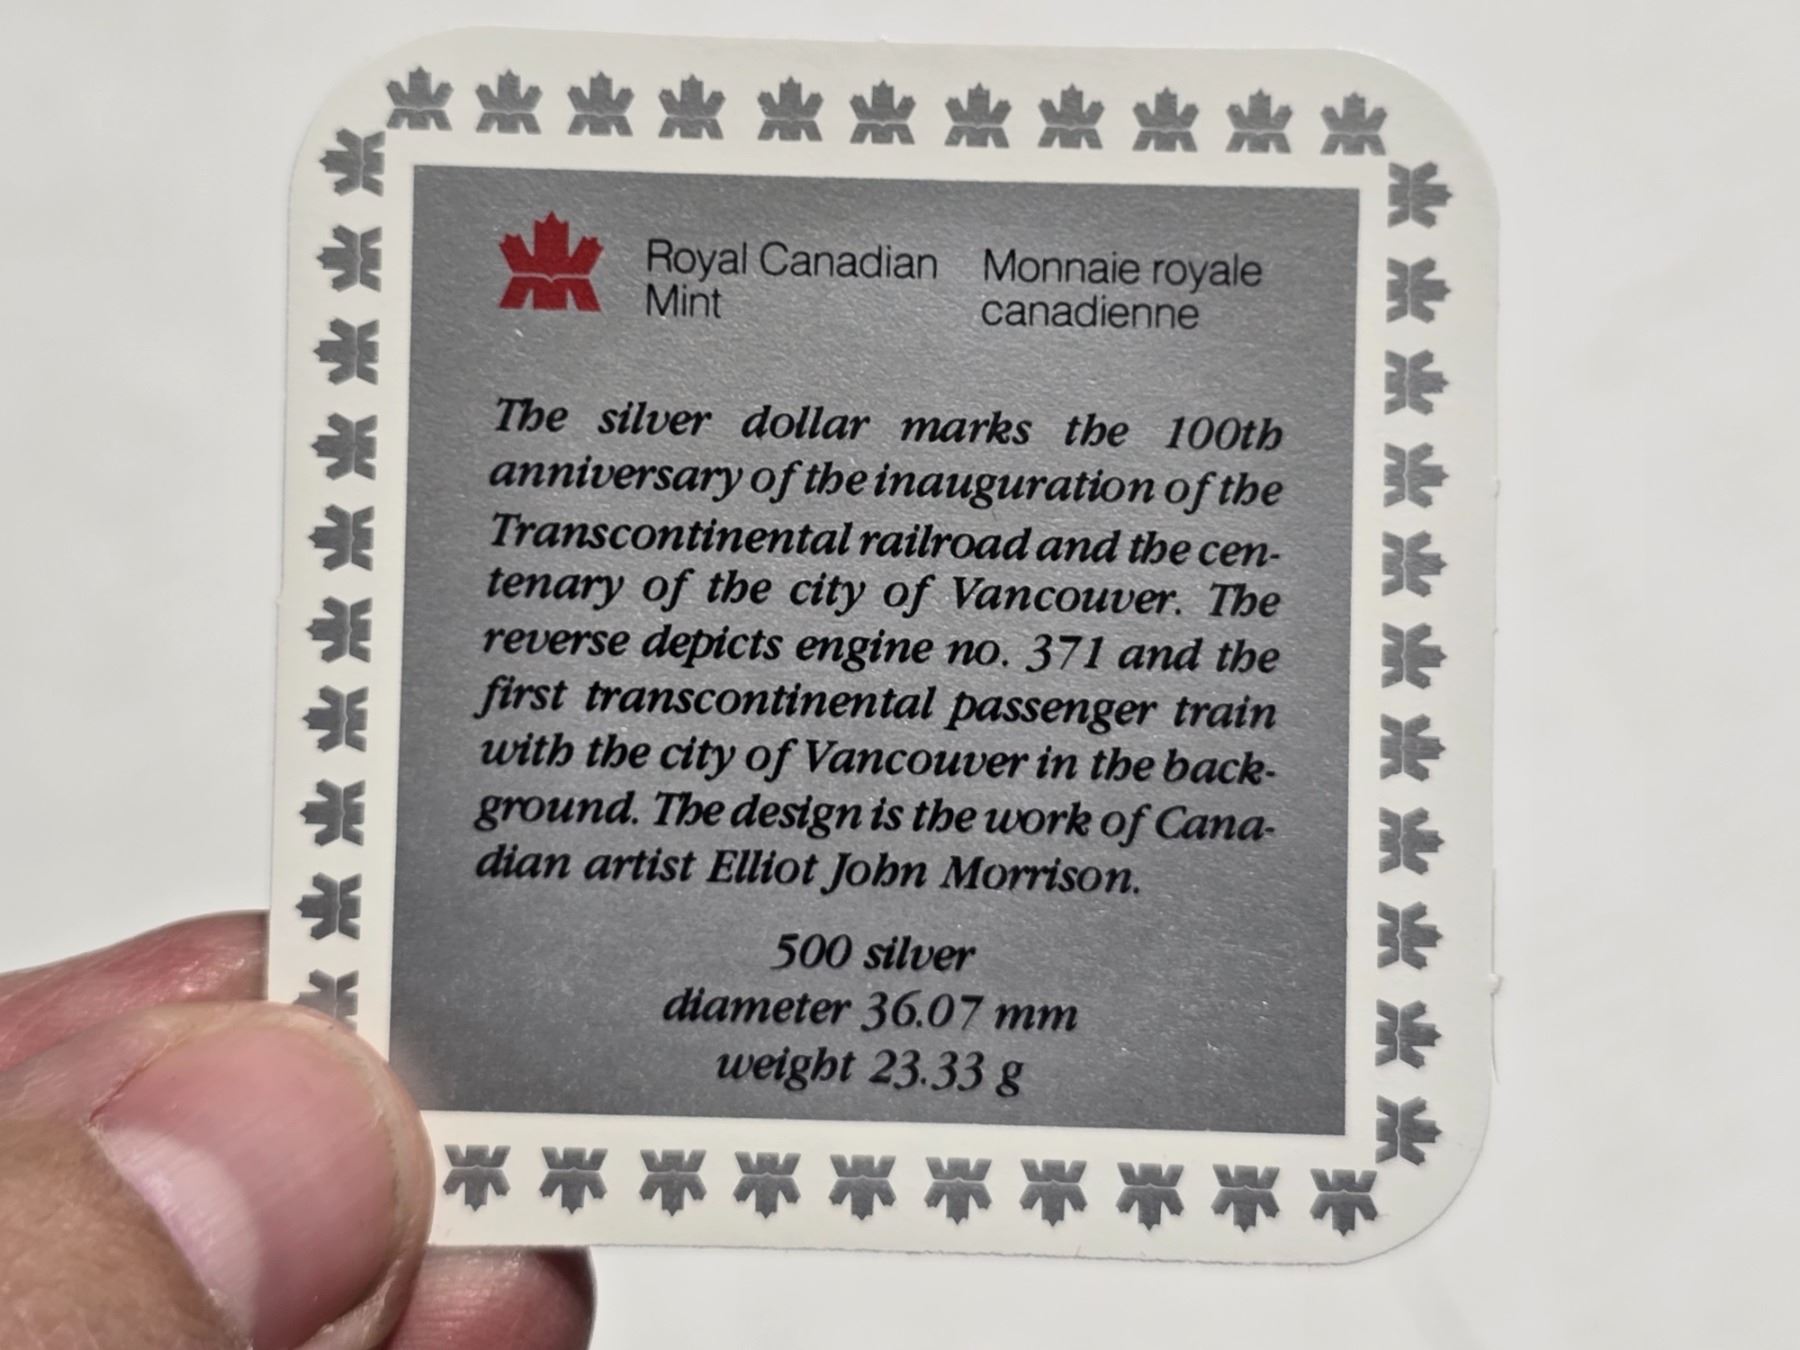 Royal Canadian Mint
Monnaie royale canadienne
The silver dollar marks the 100th
anniversary of the inauguration of the
Transcontinental railroad and the cen-
tenary of the city of Vancouver. The
reverse depicts engine no. 371 and the
first transcontinental passenger train
with the city of Vancouver in the back-
ground. The design is the work of Cana-
dian artist Elliot John Morrison.
500 silver
diameter 36.07 mm
weight 23.33 g